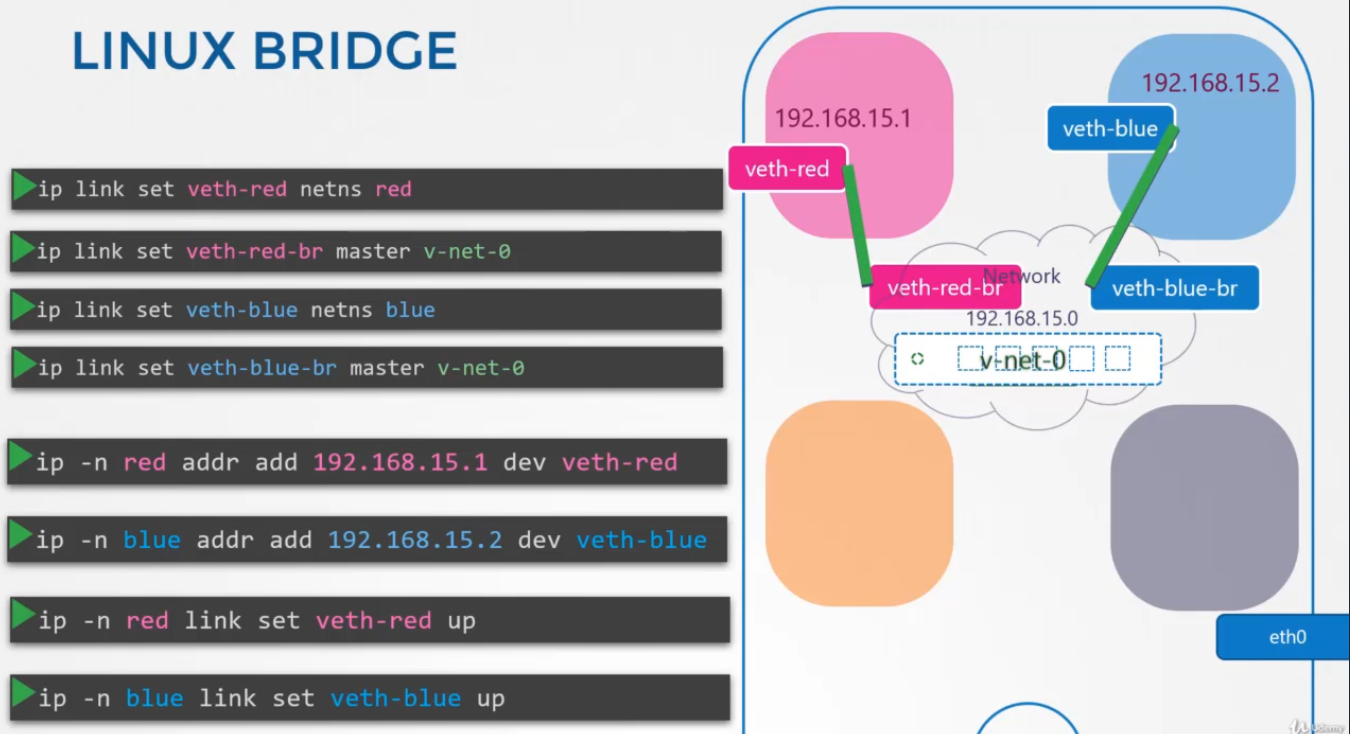 LINUX BRIDGE
ip link set veth-red netns red
ip link set veth-red-br master v-net-0
ip link set veth-blue netns blue
ip link set veth-blue-br master v-net-0
ip -n red addr add 192.168.15.1 dev veth-red
ip -n blue addr add 192.168.15.2 dev veth-blue
ip -n red link set veth-red up
ip -n blue link set veth-blue up
192.168.15.1
veth-red
192.168.15.2
veth-blue
Network
veth-red-br
veth-blue-br
192.168.15.0
v-net-0
eth0
Udemy